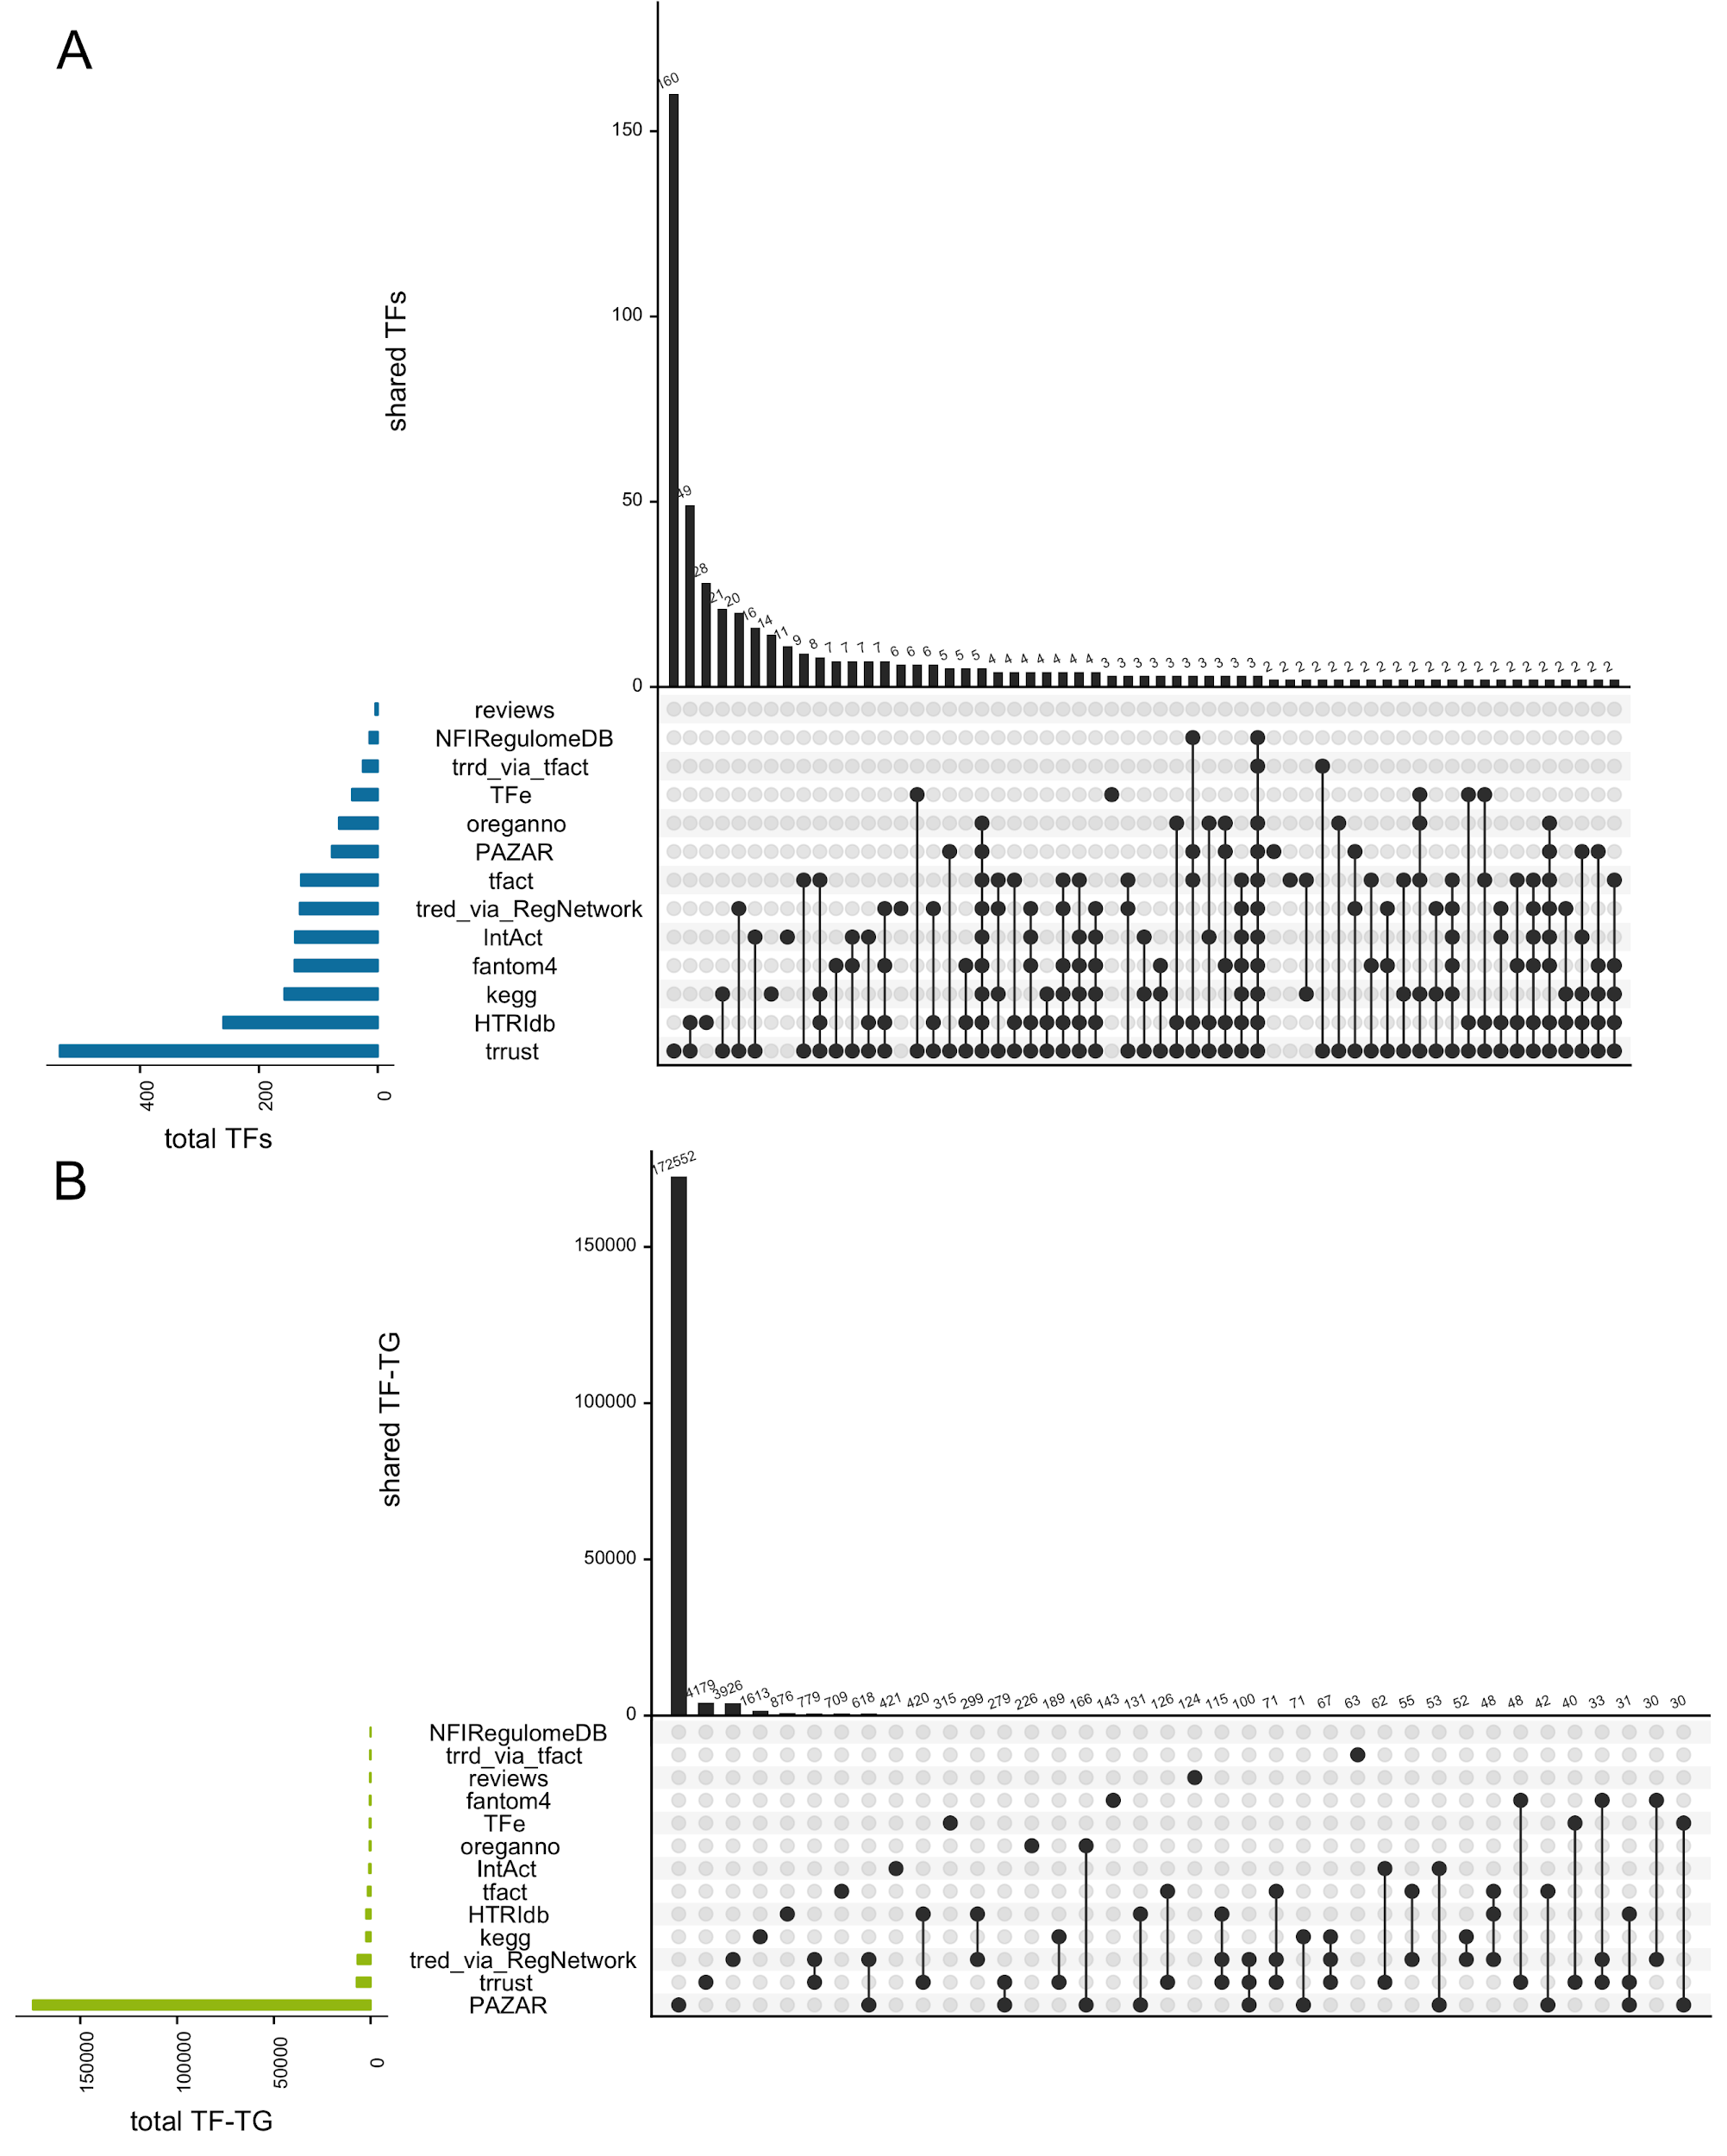 A
shared TFs
150
100
50
0
160 49 28 21 20 16 14 11 9 8 7 7 7 7 6 6 6 5 5 5 4 4 4 4 4 4 4 3 3 3 3 3 3 3 3 3 3 2 2 2 2 2 2 2 2 2 2 2 2 2 2 2 2 2 2 2 2 2 2
reviews
NFIRegulomeDB
trrd_via_tfact
TFe
oreganno
PAZAR
tfact
tred_via_RegNetwork
IntAct
fantom4
kegg
HTRIdb
trrust
400 200 0
total TFs
B
shared TF-TG
150000
100000
50000
0
172552 4179 3926 1613 876 779 709 618 421 420 315 299 279 226 189 166 143 131 126 124 115 100 71 71 67 63 62 55 53 52 48 48 42 40 33 31 30 30
NFIRegulomeDB
trrd_via_tfact
reviews
fantom4
TFe
oreganno
IntAct
tfact
HTRIdb
kegg
tred_via_RegNetwork
trrust
PAZAR
150000 100000 50000 0
total TF-TG